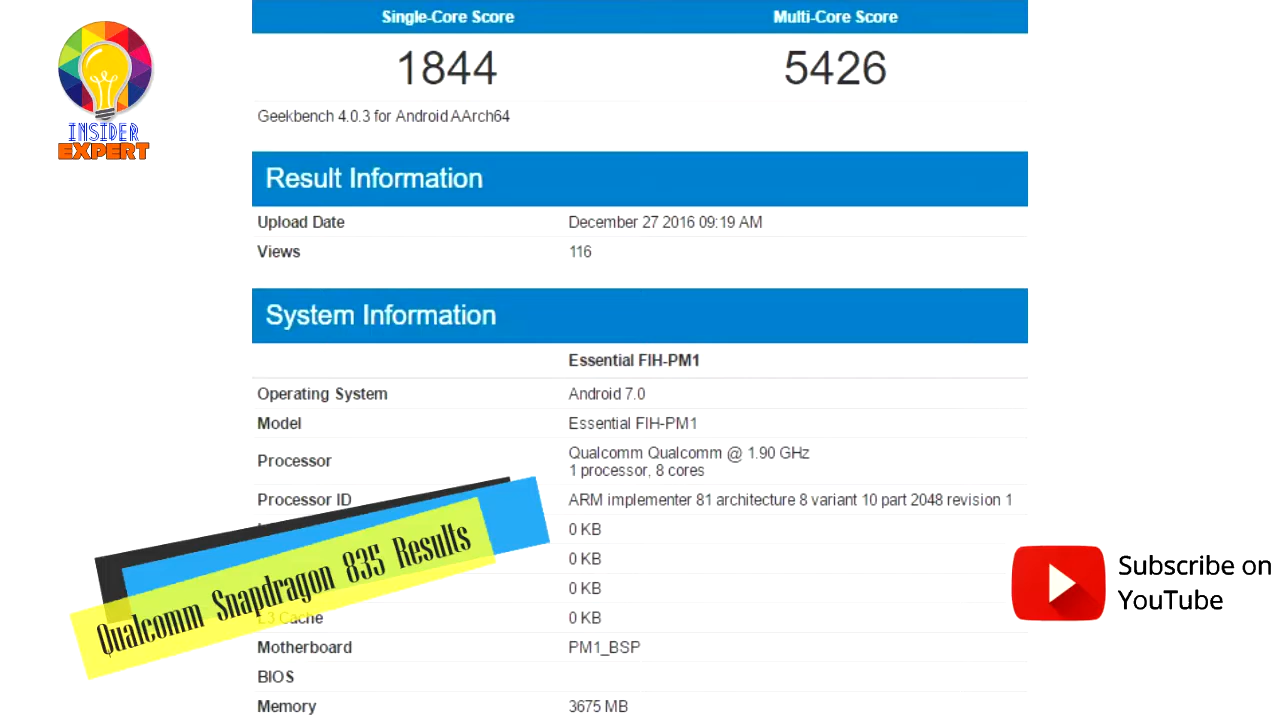 Single-Core Score Multi-Core Score
1844 5426
Geekbench 4.0.3 for Android AArch64
INSIDER
EXPERT
Result Information
Upload Date December 27 2016 09:19 AM
Views 116
System Information
Essential FIH-PM1
Operating System Android 7.0
Model Essential FIH-PM1
Processor Qualcomm Qualcomm @ 1.90 GHz
1 processor, 8 cores
Processor ID ARM implementer 81 architecture 8 variant 10 part 2048 revision 1
0 KB
0 KB
0 KB
L3 Cache 0 KB
Qualcomm Snapdragon 835 Results
Subscribe on
YouTube
Motherboard PM1_BSP
BIOS
Memory 3675 MB